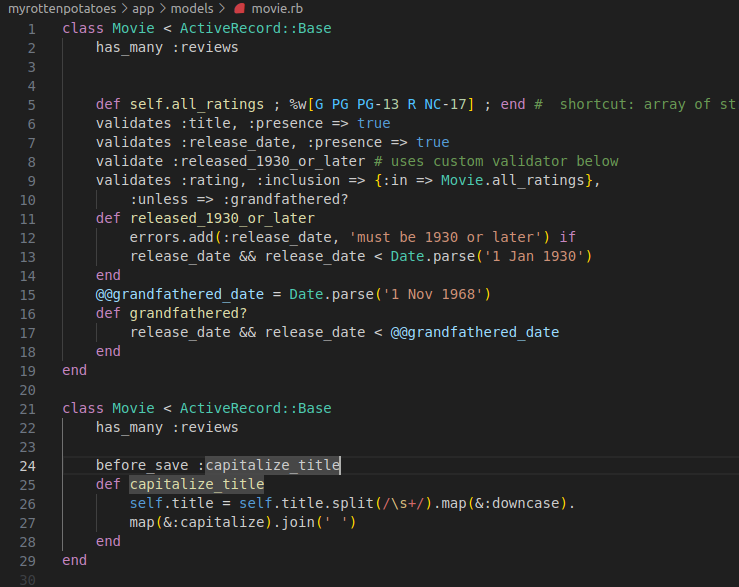 myrottenpotatoes > app > models > movie.rb
1 class Movie < ActiveRecord::Base
2     has_many :reviews
3
4
5     def self.all_ratings ; %w[G PG PG-13 R NC-17] ; end #  shortcut: array of st
6     validates :title, :presence => true
7     validates :release_date, :presence => true
8     validate :released_1930_or_later # uses custom validator below
9     validates :rating, :inclusion => {:in => Movie.all_ratings},
10         :unless => :grandfathered?
11     def released_1930_or_later
12         errors.add(:release_date, 'must be 1930 or later') if
13         release_date && release_date < Date.parse('1 Jan 1930')
14     end
15     @@grandfathered_date = Date.parse('1 Nov 1968')
16     def grandfathered?
17         release_date && release_date < @@grandfathered_date
18     end
19 end
20
21 class Movie < ActiveRecord::Base
22     has_many :reviews
23
24     before_save :capitalize_title
25     def capitalize_title
26         self.title = self.title.split(/\s+/).map(&:downcase).
27         map(&:capitalize).join(' ')
28     end
29 end
30